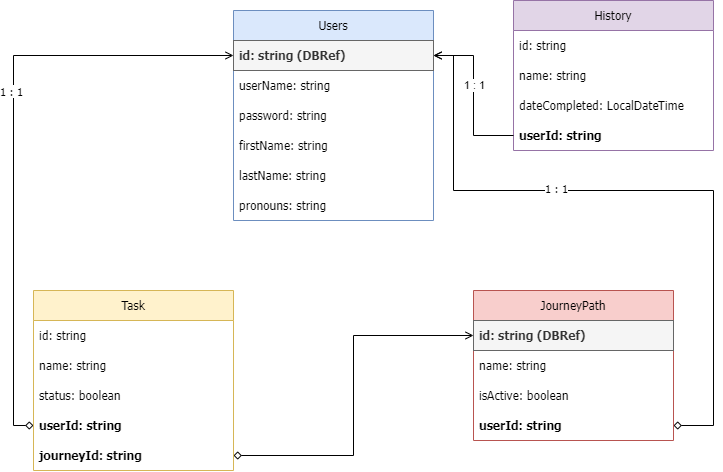 Users
id: string (DBRef)
userName: string
password: string
firstName: string
lastName: string
pronouns: string
History
id: string
name: string
dateCompleted: LocalDateTime
userId: string
1 : 1
1 : 1
1 : 1
Task
id: string
name: string
status: boolean
userId: string
journeyId: string
JourneyPath
id: string (DBRef)
name: string
isActive: boolean
userId: string